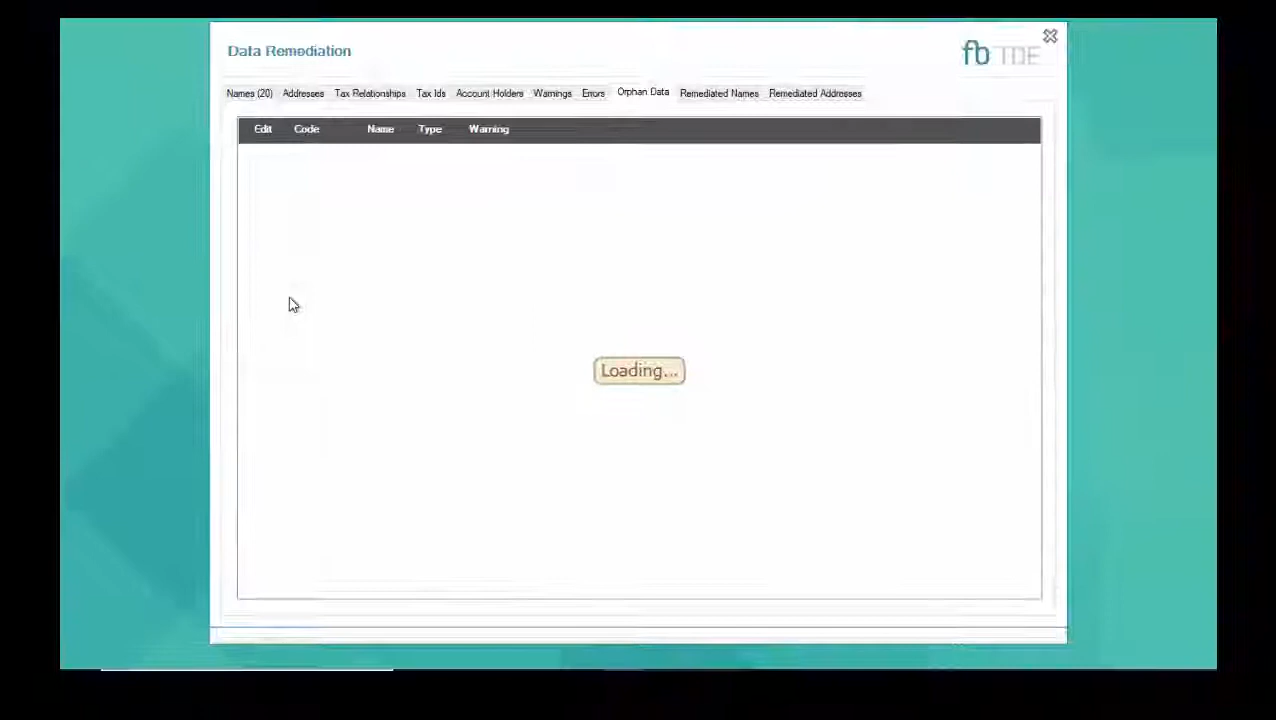 Data Remediation
fb TDE
Names (20) Addresses Tax Relationships Tax Ids Account Holders Warnings Errors Orphan Data Remediated Names Remediated Addresses
Edit Code Name Type Warning
Loading...